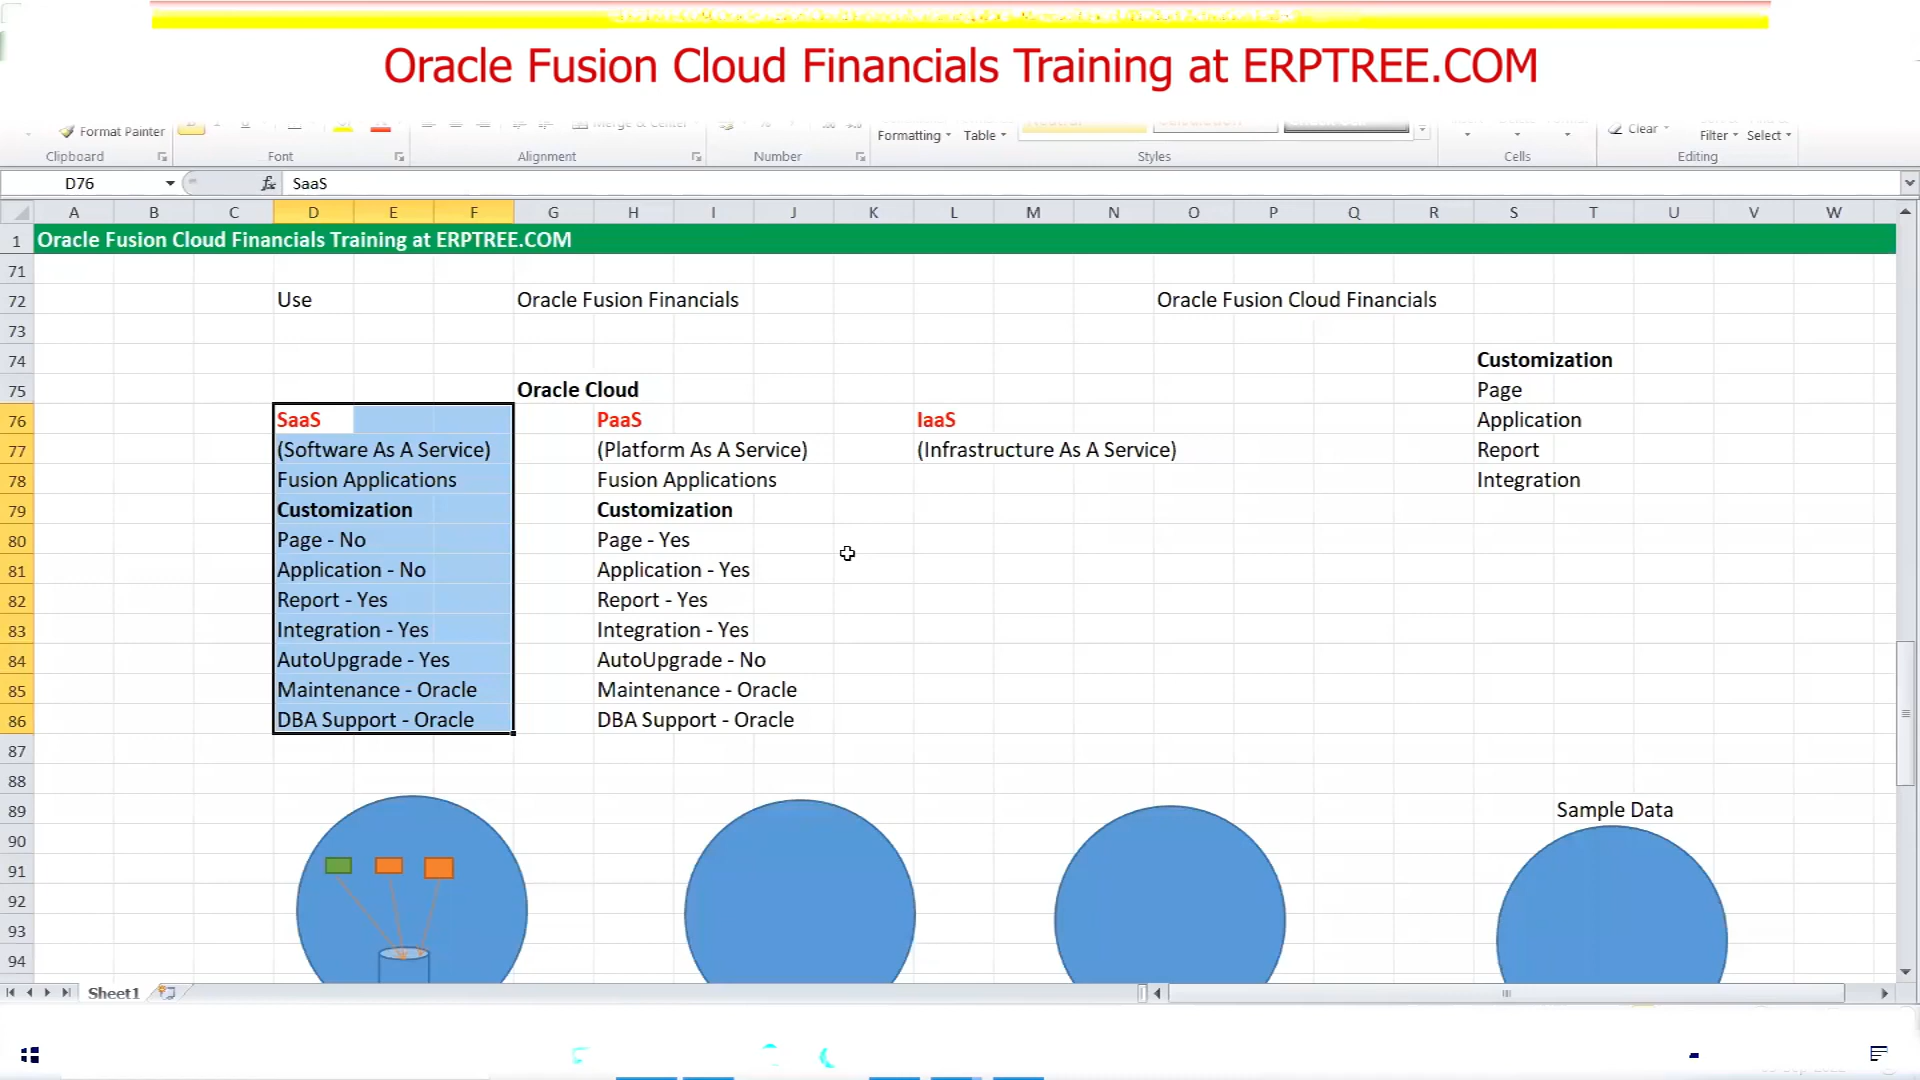 Oracle Fusion Cloud Financials Training at ERPTREE.COM
Format Painter
Merge & Center
Formatting Table
Clear Filter Select
Clipboard Font Alignment Number Styles Cells Editing
D76 fx SaaS
A B C D E F G H I J K L M N O P Q R S T U V W
1 Oracle Fusion Cloud Financials Training at ERPTREE.COM
71
72 Use Oracle Fusion Financials Oracle Fusion Cloud Financials
73
74 Customization
75 Oracle Cloud Page
76 SaaS PaaS IaaS Application
77 (Software As A Service) (Platform As A Service) (Infrastructure As A Service) Report
78 Fusion Applications Fusion Applications Integration
79 Customization Customization
80 Page - No Page - Yes
81 Application - No Application - Yes
82 Report - Yes Report - Yes
83 Integration - Yes Integration - Yes
84 AutoUpgrade - Yes AutoUpgrade - No
85 Maintenance - Oracle Maintenance - Oracle
86 DBA Support - Oracle DBA Support - Oracle
87
88
89 Sample Data
90
91
92
93
94
Sheet1